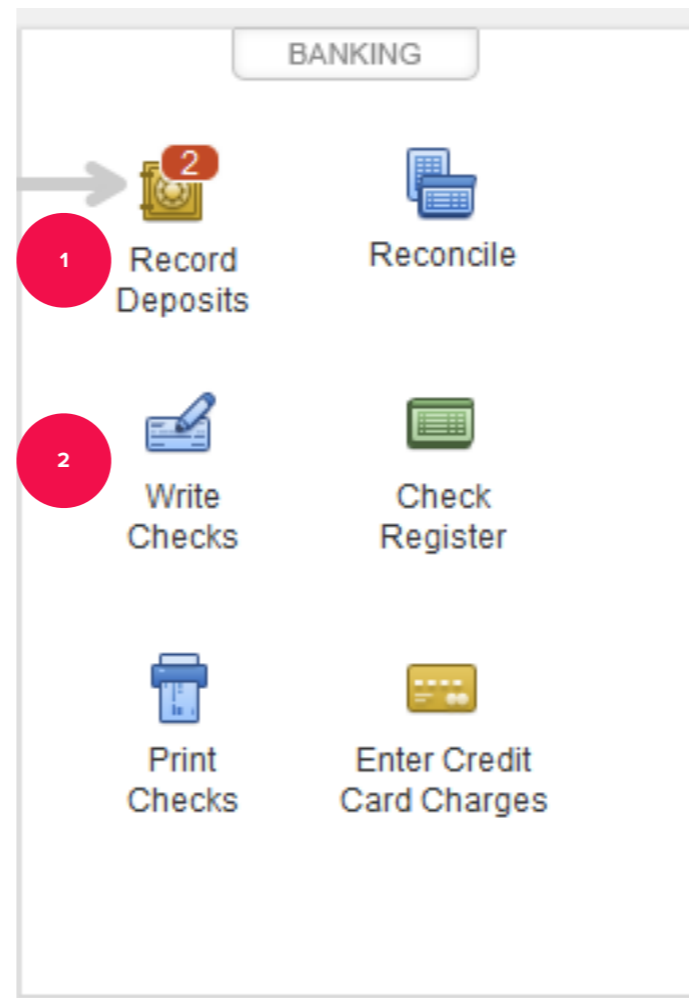 BANKING
2
1
Record
Deposits
Reconcile
2
Write
Checks
Check
Register
Print
Checks
Enter Credit
Card Charges